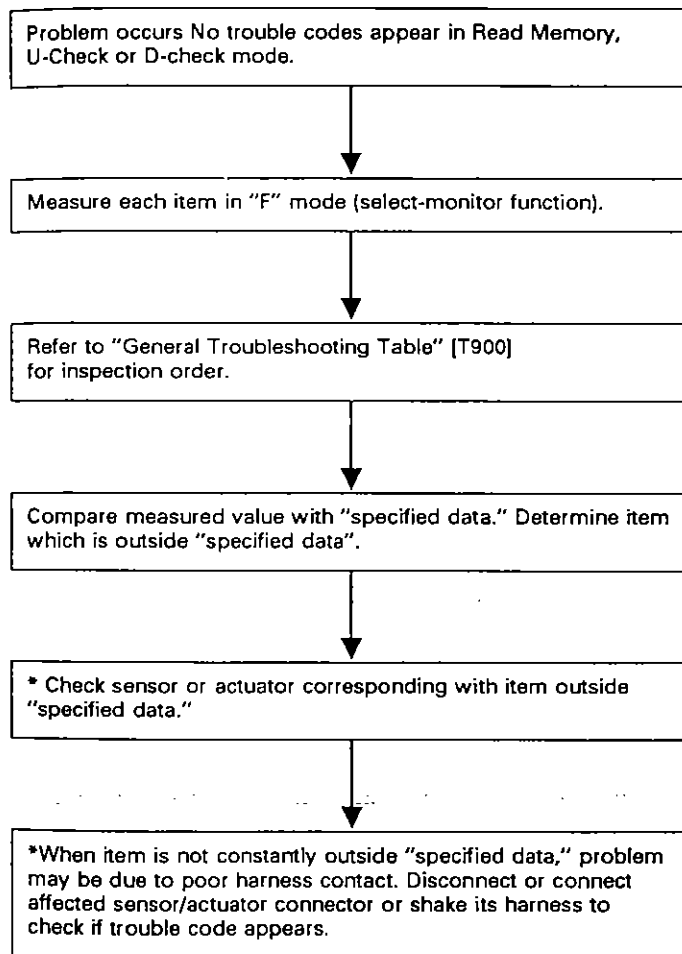 Problem occurs No trouble codes appear in Read Memory,
U-Check or D-check mode.
Measure each item in "F" mode (select-monitor function).
Refer to "General Troubleshooting Table" [T900]
for inspection order.
Compare measured value with "specified data." Determine item
which is outside "specified data".
* Check sensor or actuator corresponding with item outside
"specified data."
*When item is not constantly outside "specified data," problem
may be due to poor harness contact. Disconnect or connect
affected sensor/actuator connector or shake its harness to
check if trouble code appears.